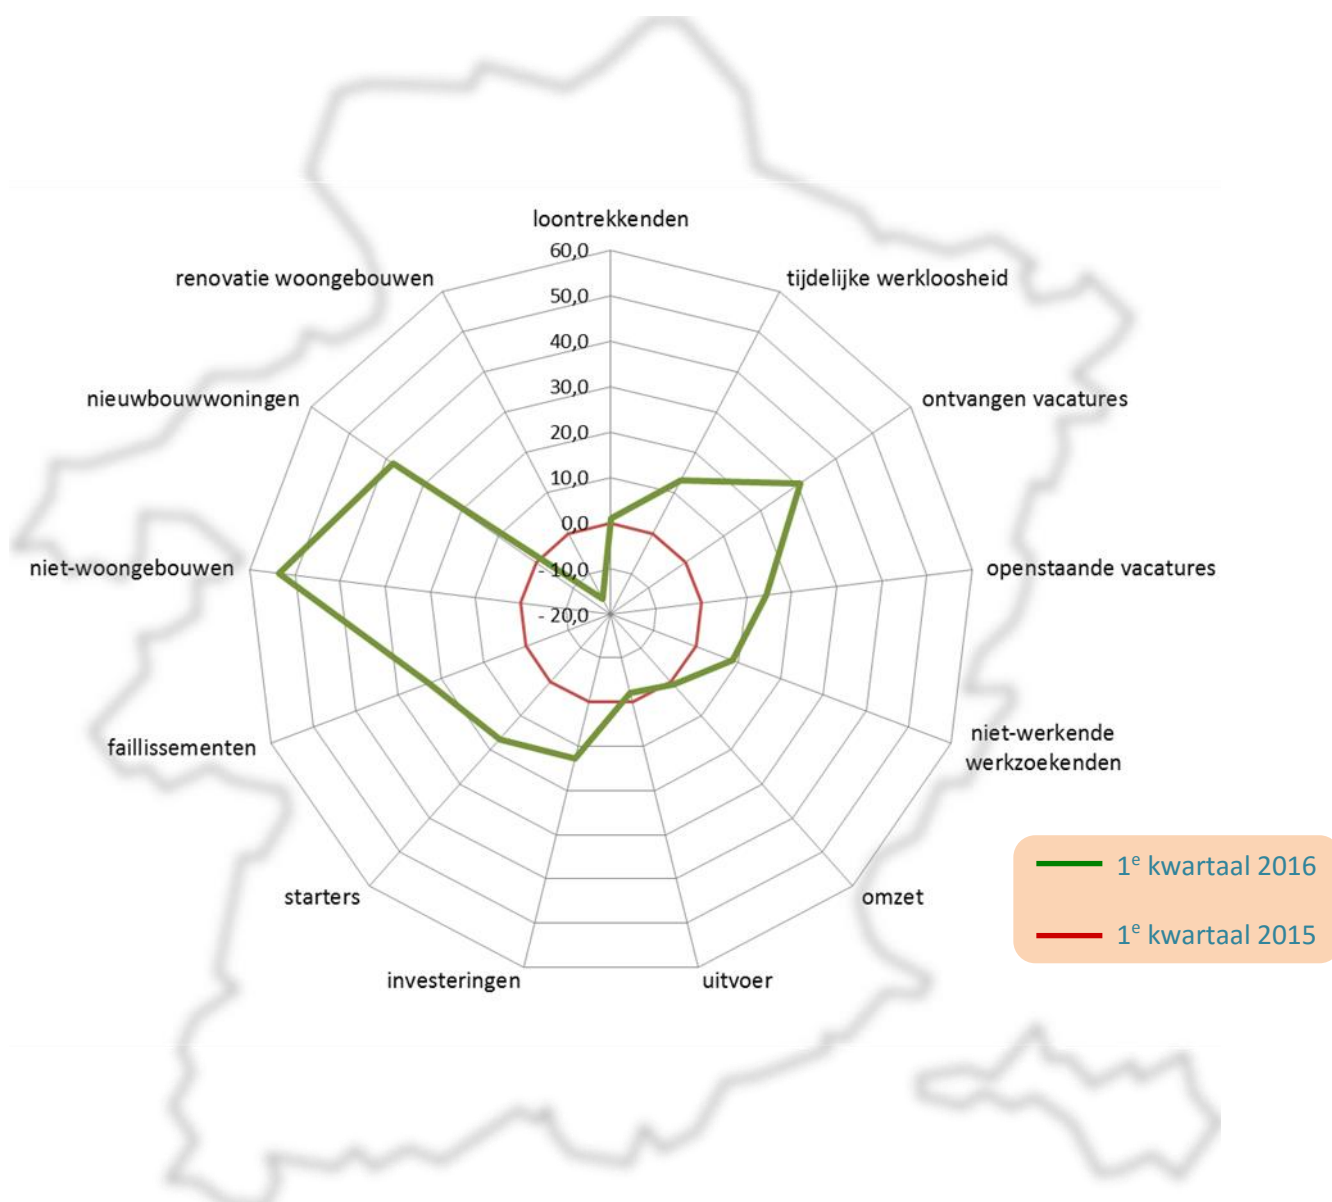 loontrekkenden
60,0
50,0
40,0
30,0
20,0
10,0
0,0
- 10,0
- 20,0
tijdelijke werkloosheid
ontvangen vacatures
openstaande vacatures
niet-werkende
werkzoekenden
omzet
uitvoer
investeringen
starters
faillissementen
niet-woongebouwen
nieuwbouwwoningen
renovatie woongebouwen
1e kwartaal 2016
1e kwartaal 2015